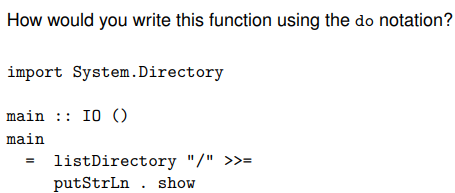 How would you write this function using the do notation?
import System.Directory
main :: IO ()
main
  =  listDirectory "/" >>=
     putStrLn . show